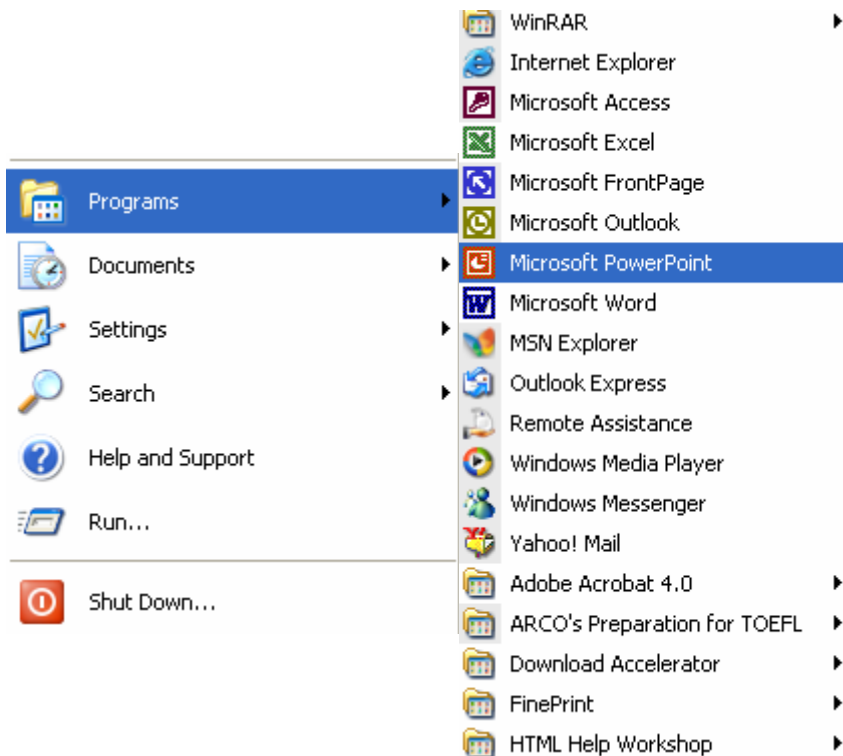 Programs
Documents
Settings
Search
Help and Support
Run...
Shut Down...
WinRAR
Internet Explorer
Microsoft Access
Microsoft Excel
Microsoft FrontPage
Microsoft Outlook
Microsoft PowerPoint
Microsoft Word
MSN Explorer
Outlook Express
Remote Assistance
Windows Media Player
Windows Messenger
Yahoo! Mail
Adobe Acrobat 4.0
ARCO's Preparation for TOEFL
Download Accelerator
FinePrint
HTML Help Workshop